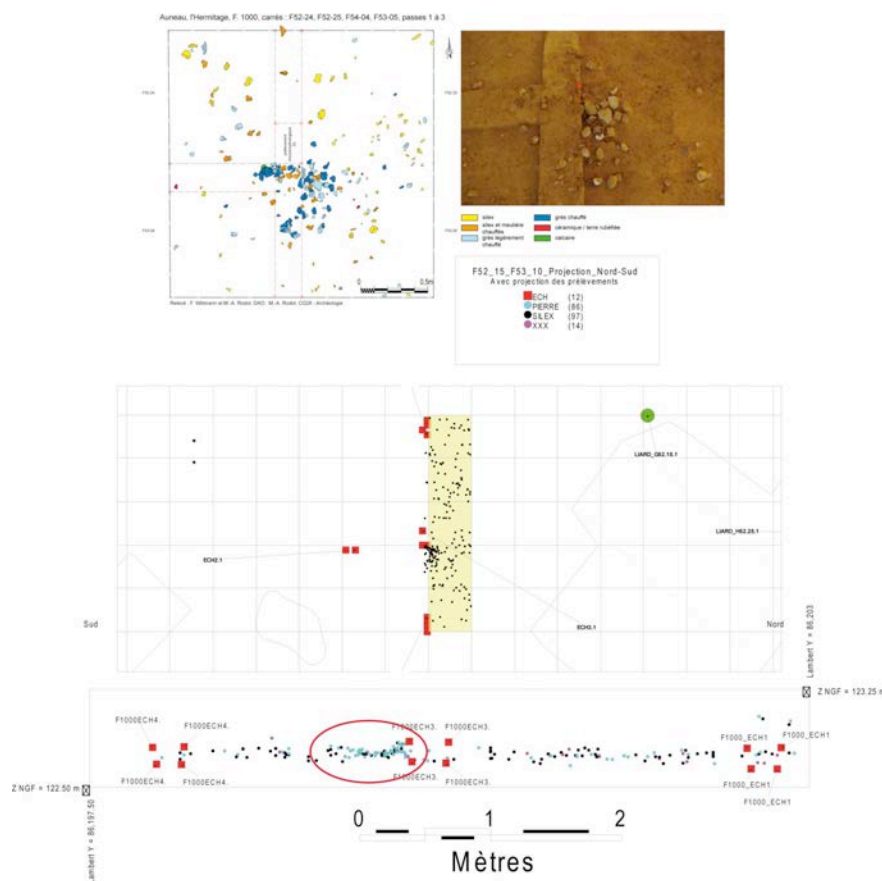 Auneau, l'Hermitage, F. 1000, carrés : F52-24, F52-25, F54-04, F53-05, passes 1 à 3
0 0.5m
silex
silex et meulière chauffés
grès légèrement chauffé
grès chauffé
céramique / terre rubéfiée
calcaire
F52_15_F53_10_Projection_Nord-Sud
Avec projection des prélèvements
ECH (12)
PIERRE (86)
SILEX (97)
XXX (14)
LIARD_G62.18.1
LIARD_H62.25.1
ECH2.1
ECH3.1
Sud
Nord
Lambert Y = 86,203
Z NGF = 123.25 m
F1000ECH4.
F1000ECH4.
F1000ECH3.
F1000ECH3.
F1000_ECH1
F1000_ECH1
F1000ECH4.
F1000ECH4.
F1000ECH3.
F1000ECH3.
F1000_ECH1
F1000_ECH1
Z NGF = 122.50 m
Lambert Y = 86,197.50
0 1 2
Mètres